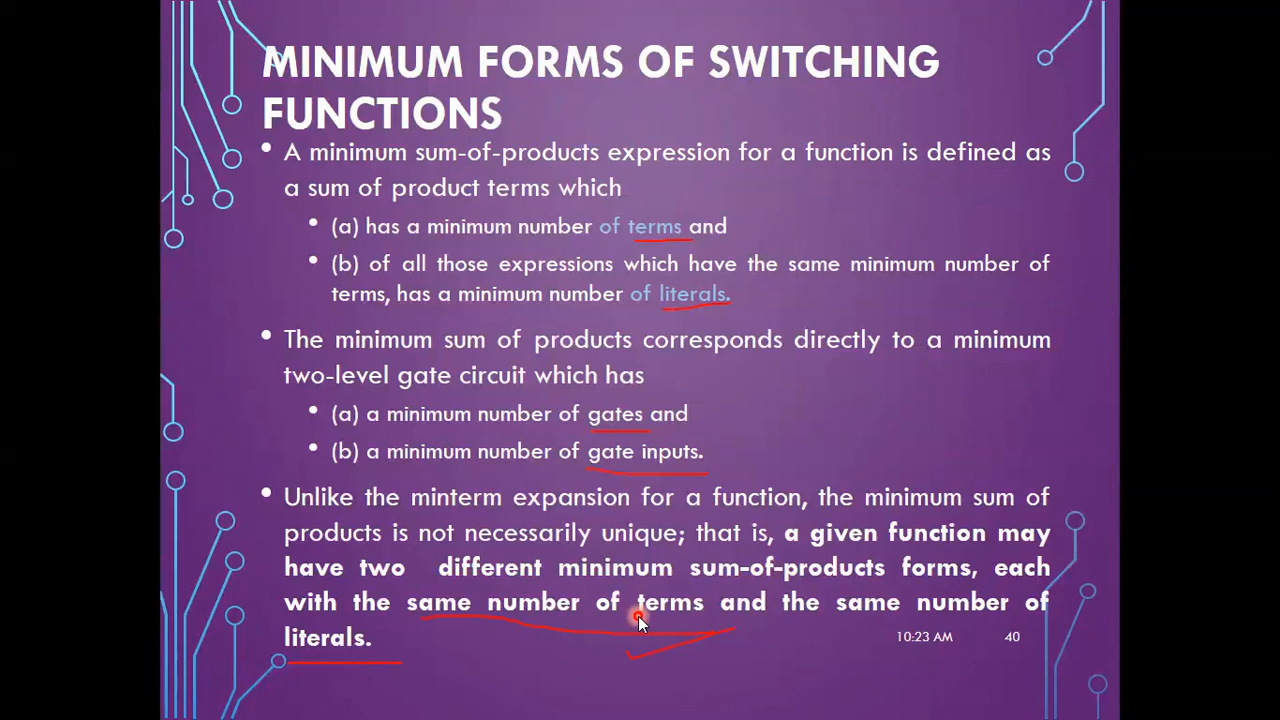 MINIMUM FORMS OF SWITCHING
FUNCTIONS
• A minimum sum-of-products expression for a function is defined as
a sum of product terms which
• (a) has a minimum number of terms and
• (b) of all those expressions which have the same minimum number of
terms, has a minimum number of literals.
• The minimum sum of products corresponds directly to a minimum
two-level gate circuit which has
• (a) a minimum number of gates and
• (b) a minimum number of gate inputs.
• Unlike the minterm expansion for a function, the minimum sum of
products is not necessarily unique; that is, a given function may
have two different minimum sum-of-products forms, each
with the same number of terms and the same number of
literals.
10:23 AM 40